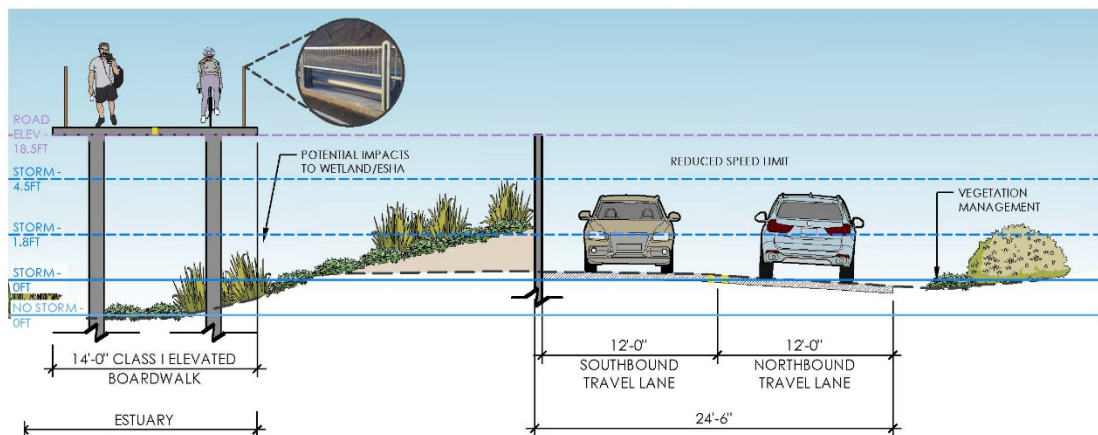 ROAD
ELEV -
18.5FT
STORM -
4.5FT
STORM -
1.8FT
STORM -
0FT
NO STORM -
0FT
POTENTIAL IMPACTS
TO WETLAND/ESHA
REDUCED SPEED LIMIT
VEGETATION
MANAGEMENT
14'-0" CLASS I ELEVATED
BOARDWALK
ESTUARY
12'-0"
SOUTHBOUND
TRAVEL LANE
12'-0"
NORTHBOUND
TRAVEL LANE
24'-6"